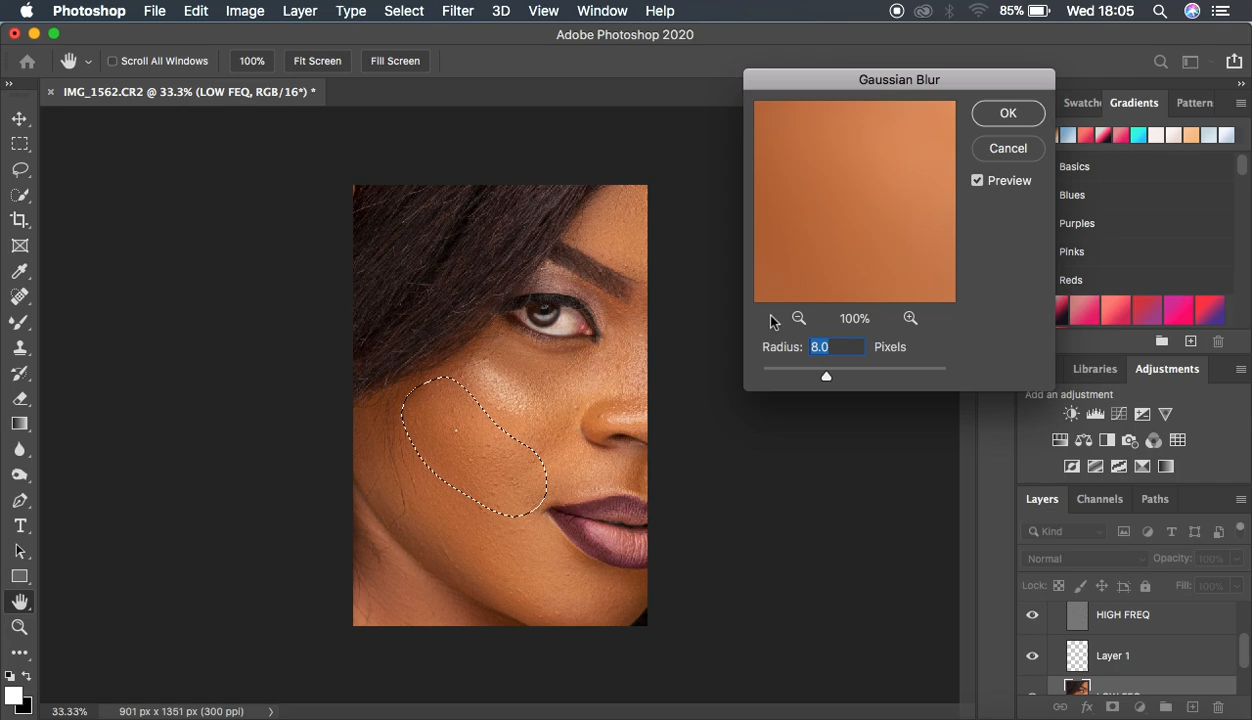 Photoshop File Edit Image Layer Type Select Filter 3D View Window Help 85% Wed 18:05
Adobe Photoshop 2020
Scroll All Windows 100% Fit Screen Fill Screen
IMG_1562.CR2 @ 33.3% (LOW FEQ, RGB/16*) *
Gaussian Blur
OK
Cancel
Preview
100%
Radius: 8.0 Pixels
Swatche Gradients Pattern
Basics
Blues
Purples
Pinks
Reds
Libraries Adjustments
Add an adjustment
Layers Channels Paths
Kind
Normal Opacity: 100%
Lock: Fill: 100%
HIGH FREQ
Layer 1
LOW FEQ
33.33% 901 px x 1351 px (300 ppi)